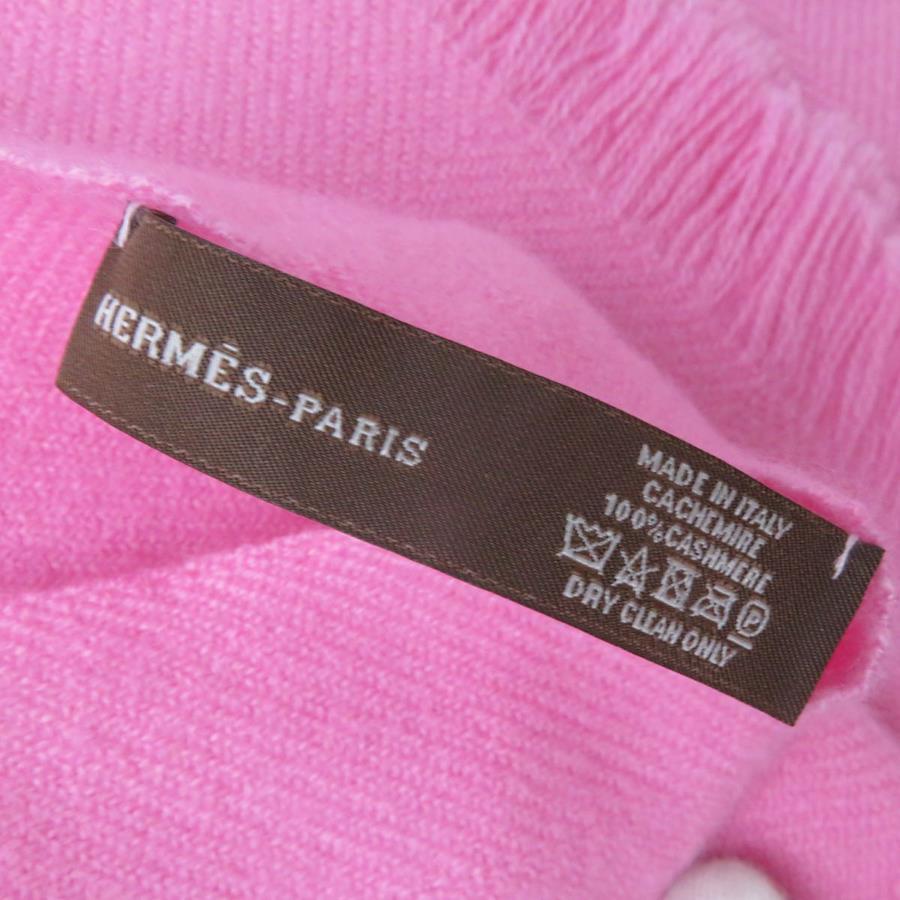 HERMÈS-PARIS
MADE IN ITALY
CACHEMIRE
100% CASHMERE
P
DRY CLEAN ONLY